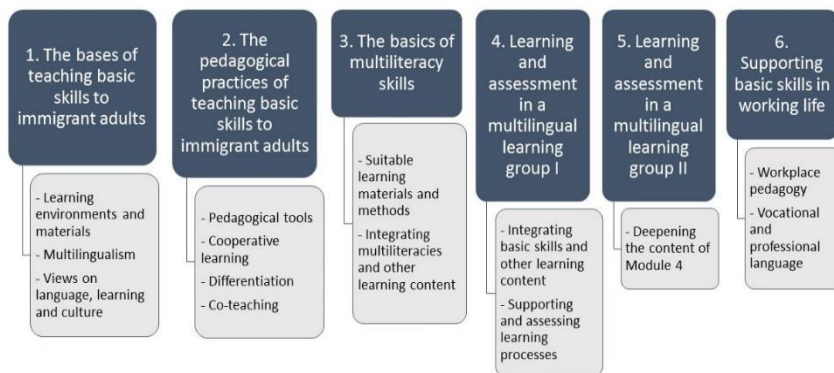 1. The bases of
teaching basic
skills to
immigrant adults
- Learning
environments and
materials
- Multilingualism
- Views on
language, learning
and culture
2. The
pedagogical
practices of
teaching basic
skills to
immigrant adults
- Pedagogical tools
- Cooperative
learning
- Differentiation
- Co-teaching
3. The basics of
multiliteracy
skills
- Suitable
learning
materials and
methods
- Integrating
multiliteracies
and other
learning content
4. Learning
and
assessment in
a multilingual
learning
group I
- Integrating
basic skills and
other learning
content
- Supporting
and assessing
learning
processes
5. Learning
and
assessment in
a multilingual
learning
group II
- Deepening
the content of
Module 4
6.
Supporting
basic skills in
working life
- Workplace
pedagogy
- Vocational
and
professional
language